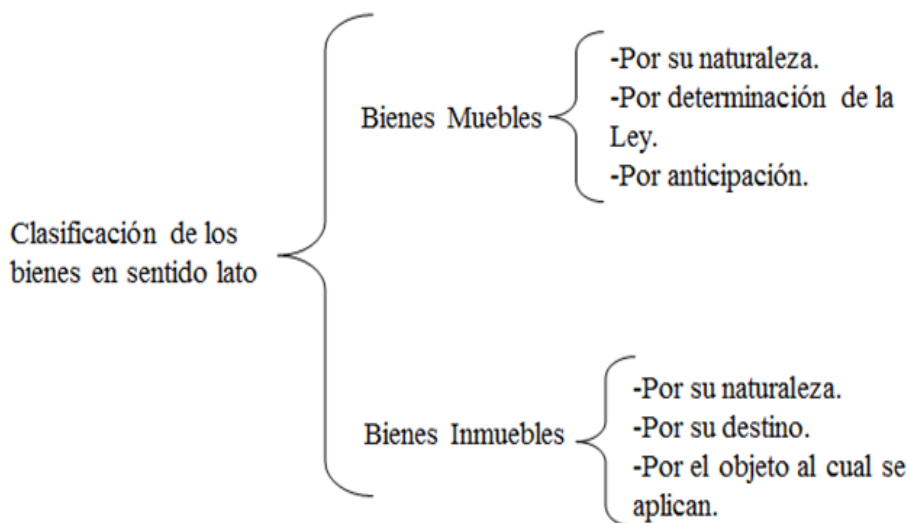 Clasificación de los
bienes en sentido lato
Bienes Muebles
-Por su naturaleza.
-Por determinación de la
Ley.
-Por anticipación.
Bienes Inmuebles
-Por su naturaleza.
-Por su destino.
-Por el objeto al cual se
aplican.